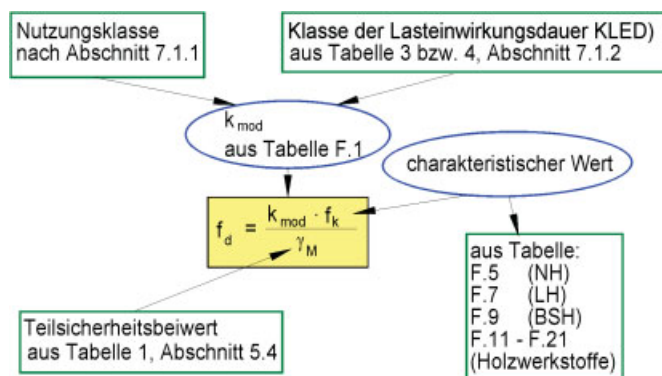 Nutzungsklasse
nach Abschnitt 7.1.1
Klasse der Lasteinwirkungsdauer KLED)
aus Tabelle 3 bzw. 4, Abschnitt 7.1.2
k mod
aus Tabelle F.1
charakteristischer Wert
f d = k mod · f k / γ M
aus Tabelle:
F.5 (NH)
F.7 (LH)
F.9 (BSH)
F.11 - F.21
(Holzwerkstoffe)
Teilsicherheitsbeiwert
aus Tabelle 1, Abschnitt 5.4